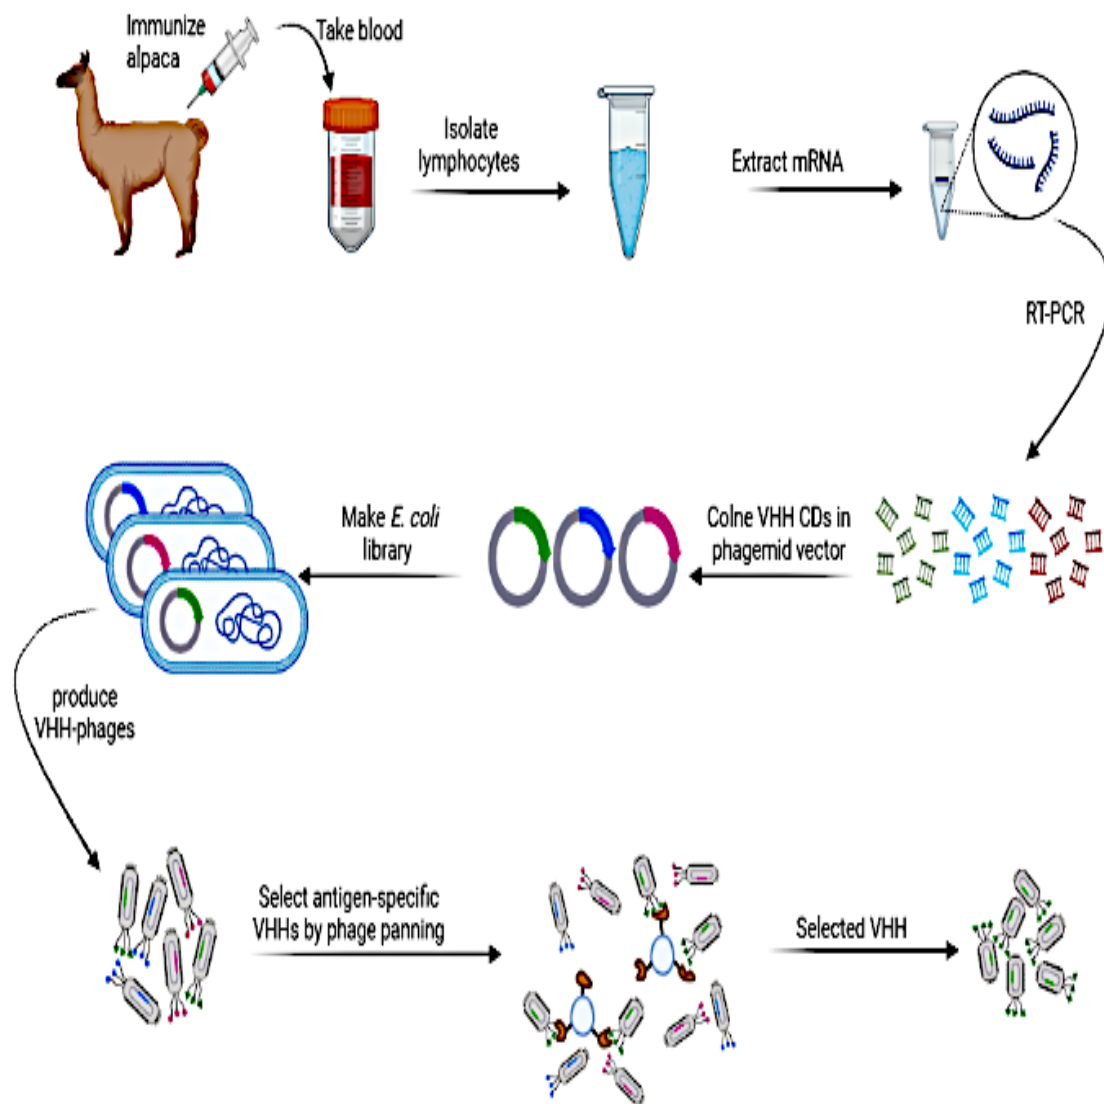 Immunize
alpaca
Take blood
Isolate
lymphocytes
Extract mRNA
RT-PCR
Colne VHH CDs in
phagemid vector
Make E. coli
library
produce
VHH-phages
Select antigen-specific
VHHs by phage panning
Selected VHH